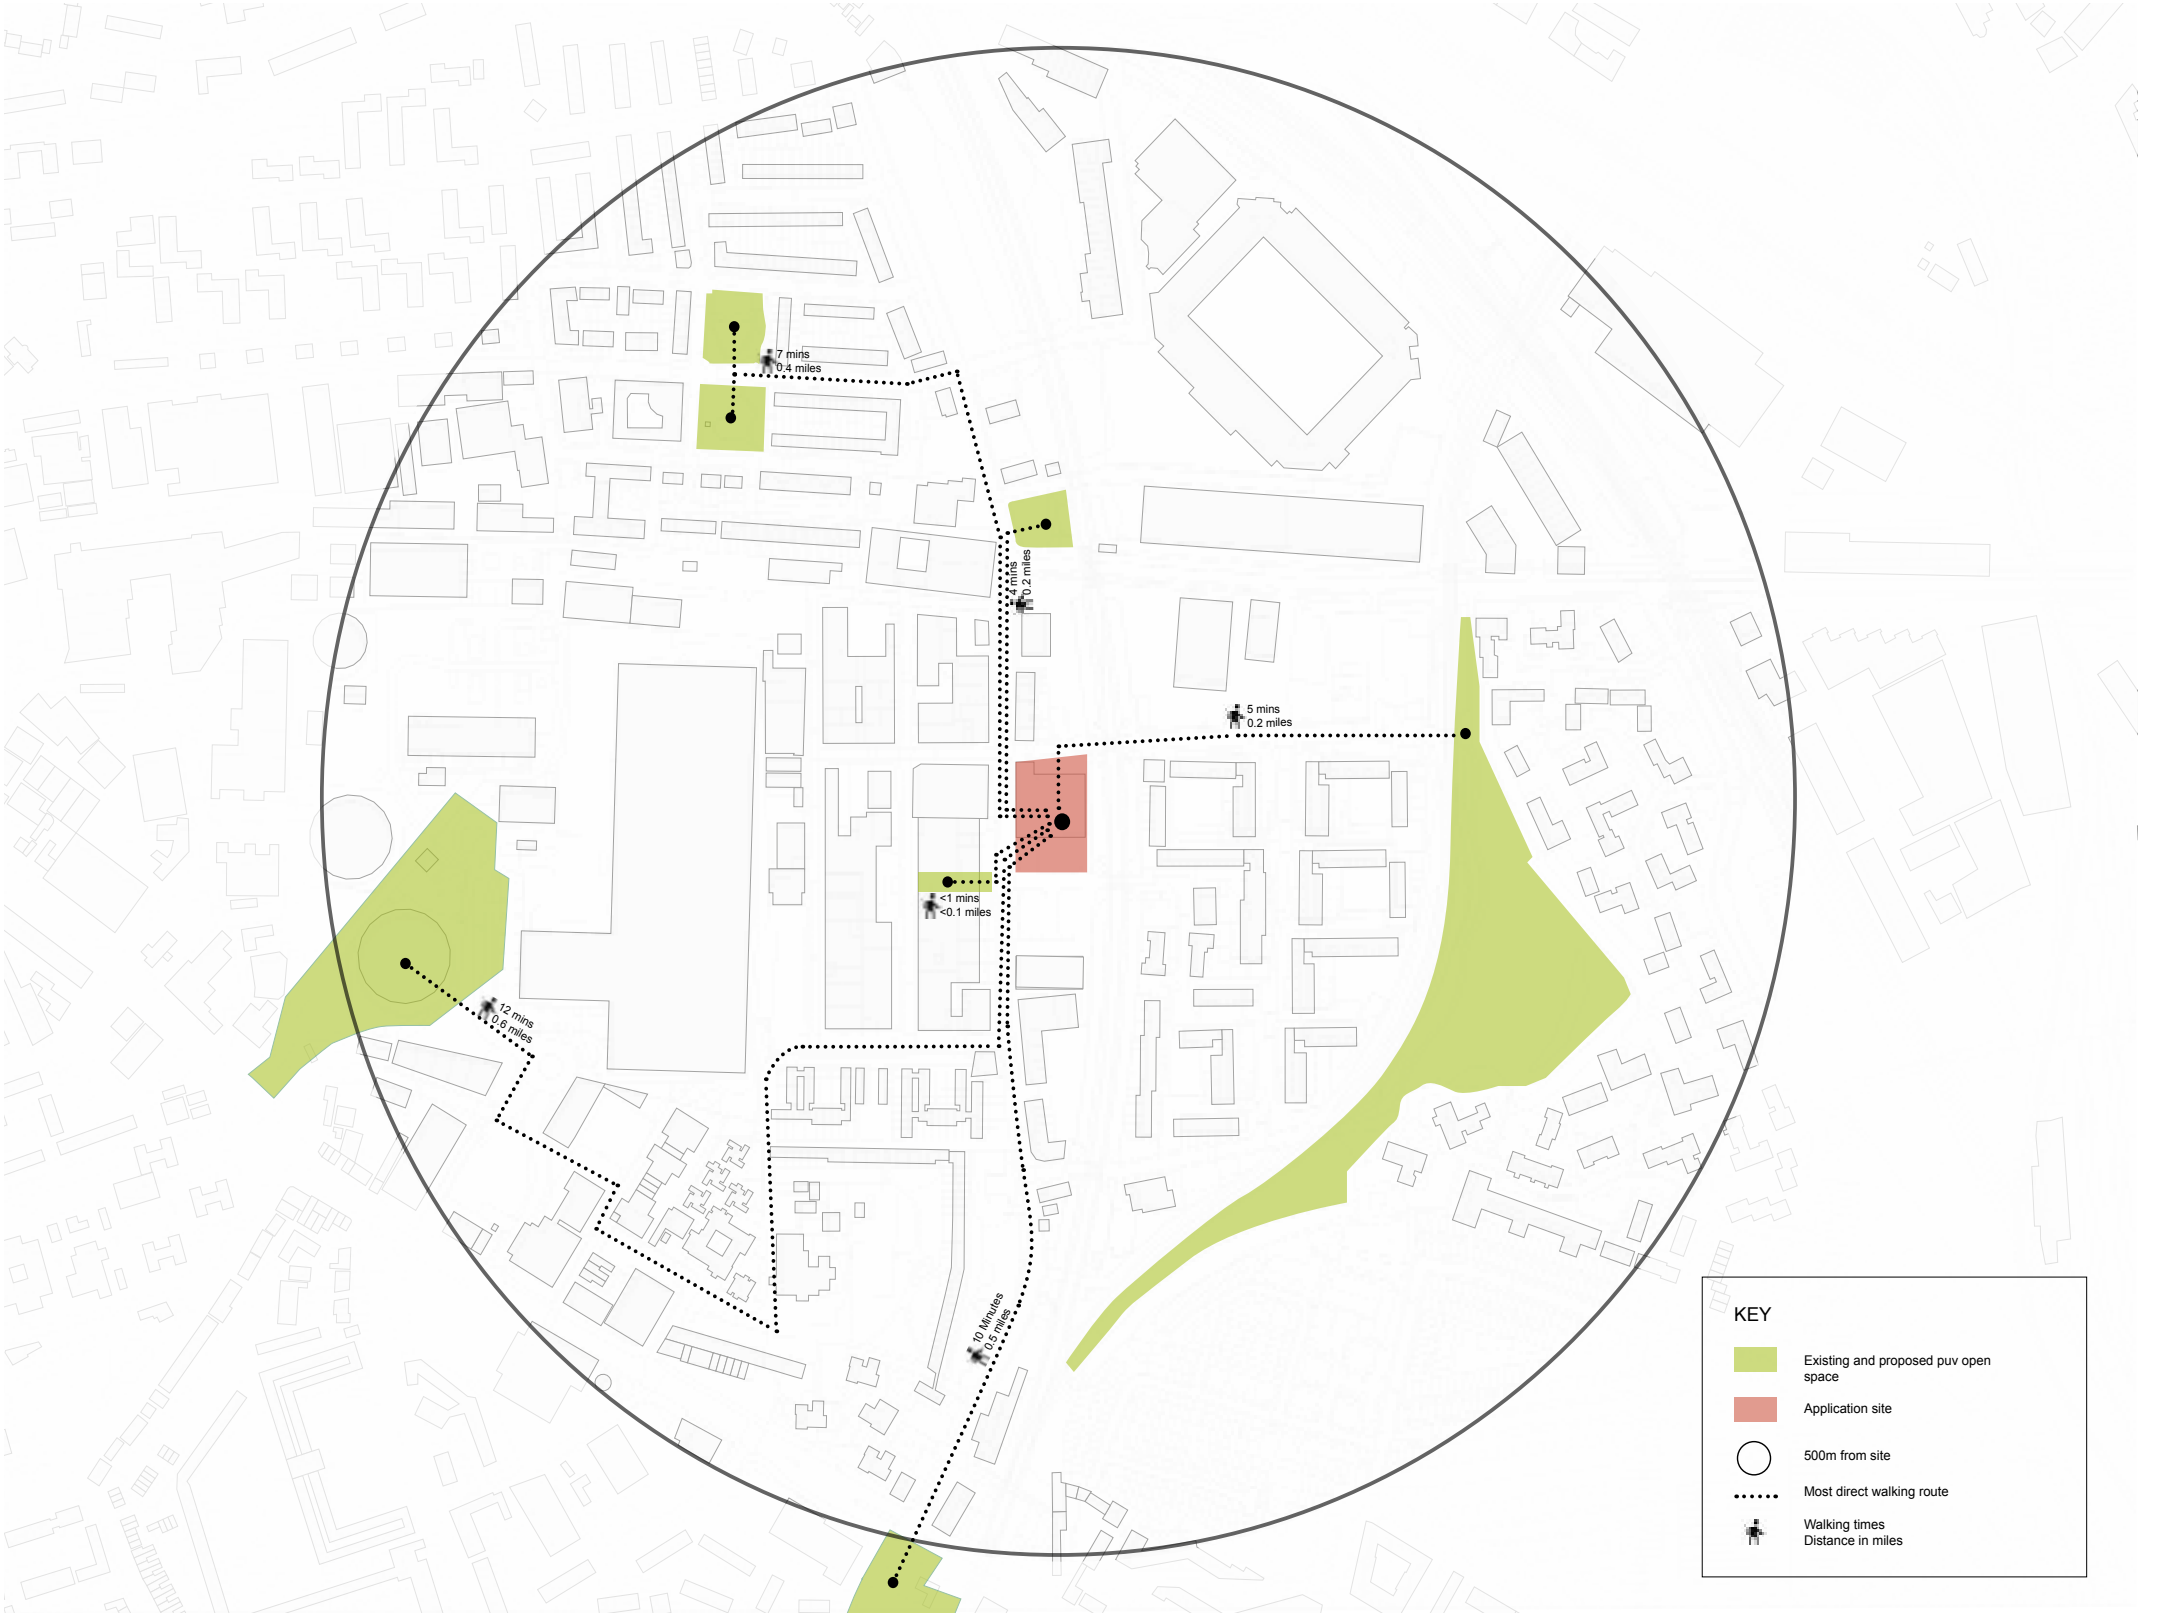 7 mins
0.4 miles
4 mins
0.2 miles
5 mins
0.2 miles
<1 mins
<0.1 miles
12 mins
0.6 miles
10 Minutes
0.5 miles
KEY
Existing and proposed puv open
space
Application site
500m from site
Most direct walking route
Walking times
Distance in miles